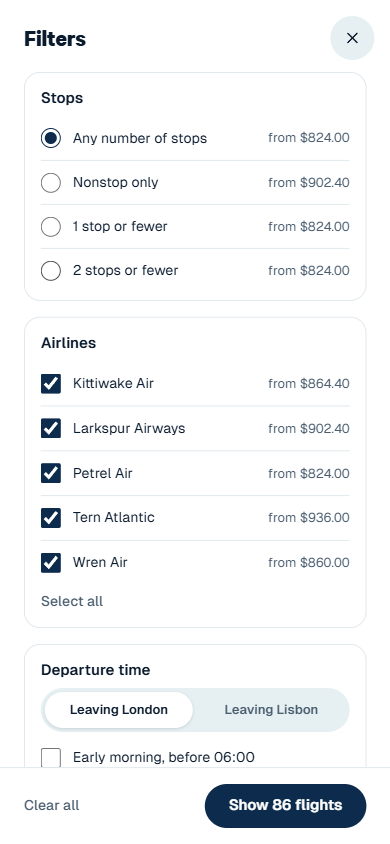 Filters
Stops
Any number of stops from $824.00
Nonstop only from $902.40
1 stop or fewer from $824.00
2 stops or fewer from $824.00
Airlines
Kittiwake Air from $864.40
Larkspur Airways from $902.40
Petrel Air from $824.00
Tern Atlantic from $936.00
Wren Air from $860.00
Select all
Departure time
Leaving London Leaving Lisbon
Early morning, before 06:00
Clear all Show 86 flights